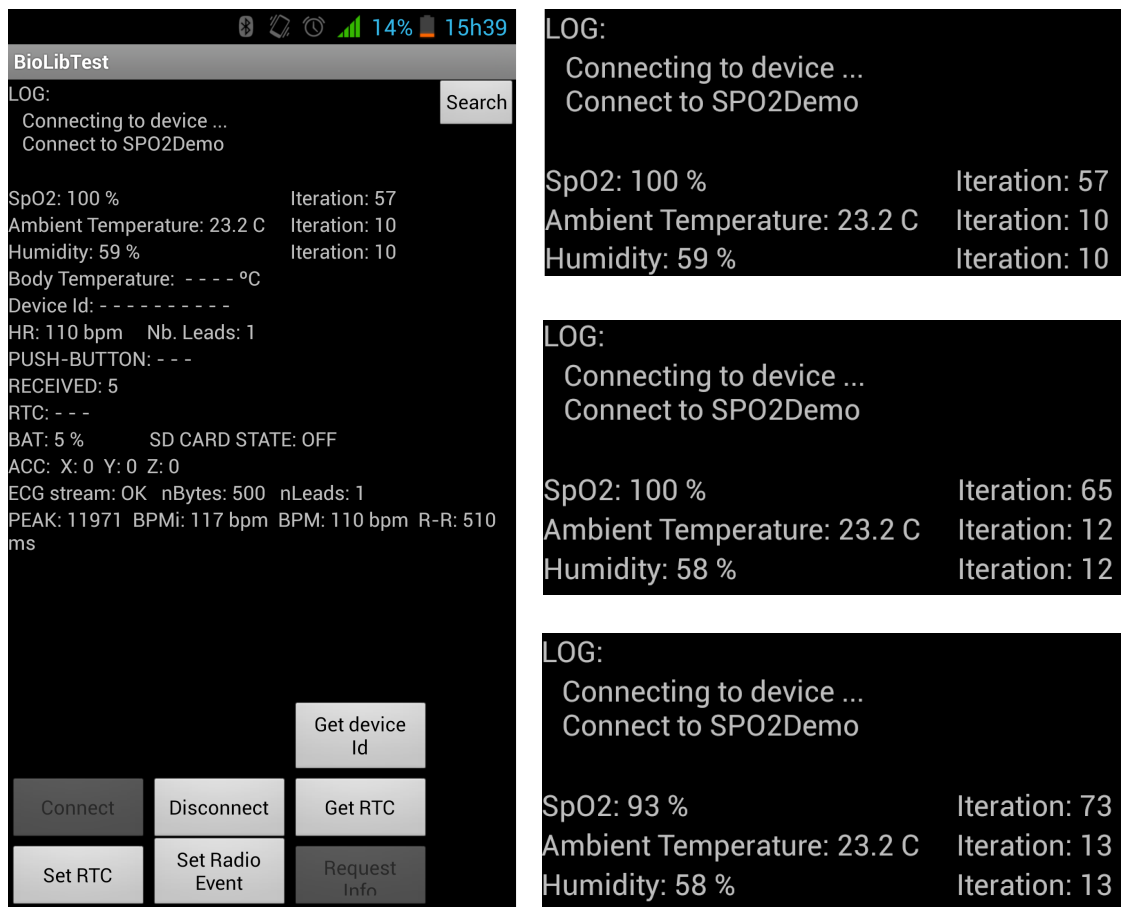 14% 15h39
BioLibTest
LOG:
Search
Connecting to device ...
Connect to SPO2Demo
SpO2: 100 % Iteration: 57
Ambient Temperature: 23.2 C Iteration: 10
Humidity: 59 % Iteration: 10
Body Temperature: - - - - ºC
Device Id: - - - - - - - - - -
HR: 110 bpm Nb. Leads: 1
PUSH-BUTTON: - - -
RECEIVED: 5
RTC: - - -
BAT: 5 % SD CARD STATE: OFF
ACC: X: 0 Y: 0 Z: 0
ECG stream: OK nBytes: 500 nLeads: 1
PEAK: 11971 BPMi: 117 bpm BPM: 110 bpm R-R: 510
ms
Get device
Id
Connect
Disconnect
Get RTC
Set RTC
Set Radio
Event
Request
Info
LOG:
Connecting to device ...
Connect to SPO2Demo
SpO2: 100 % Iteration: 57
Ambient Temperature: 23.2 C Iteration: 10
Humidity: 59 % Iteration: 10
LOG:
Connecting to device ...
Connect to SPO2Demo
SpO2: 100 % Iteration: 65
Ambient Temperature: 23.2 C Iteration: 12
Humidity: 58 % Iteration: 12
LOG:
Connecting to device ...
Connect to SPO2Demo
SpO2: 93 % Iteration: 73
Ambient Temperature: 23.2 C Iteration: 13
Humidity: 58 % Iteration: 13